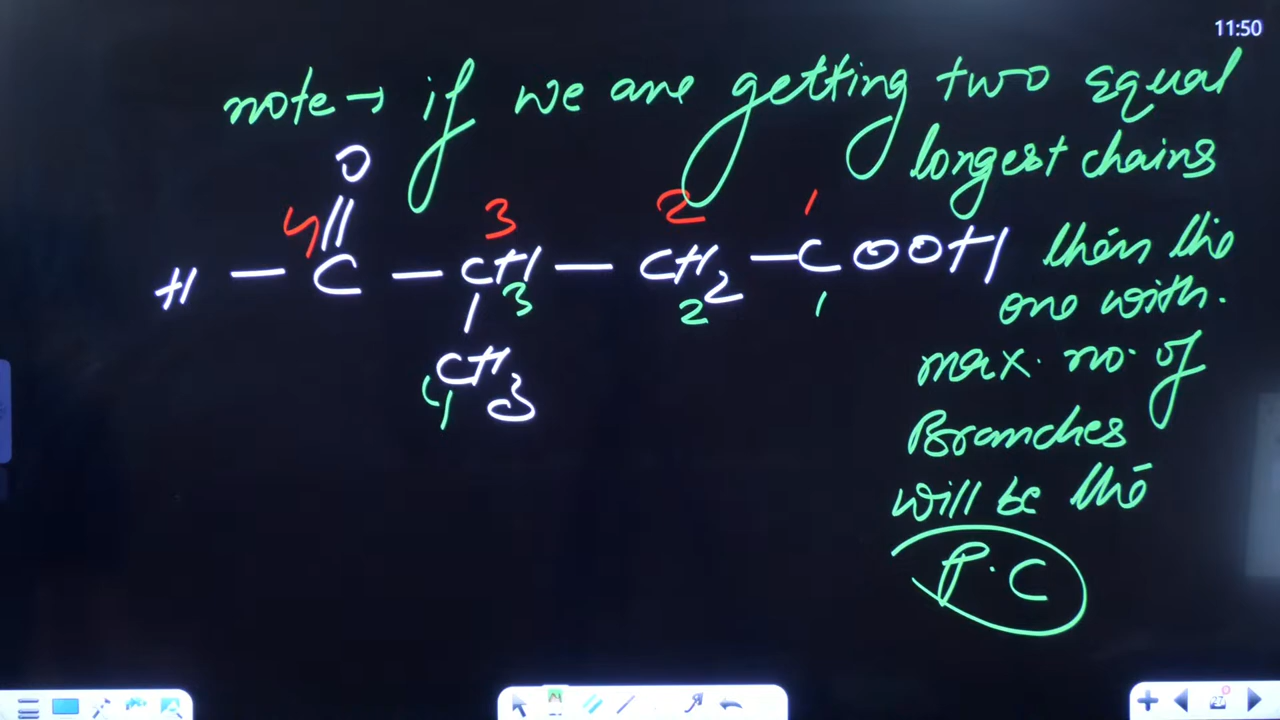 11:50
note → if we are getting two equal
longest chains
then the
one with.
max. no. of
Branches
will be the
P.C
O
||
4 3 2 1
H — C — CH — CH2 — COOH
3 2 1
|
CH3
4